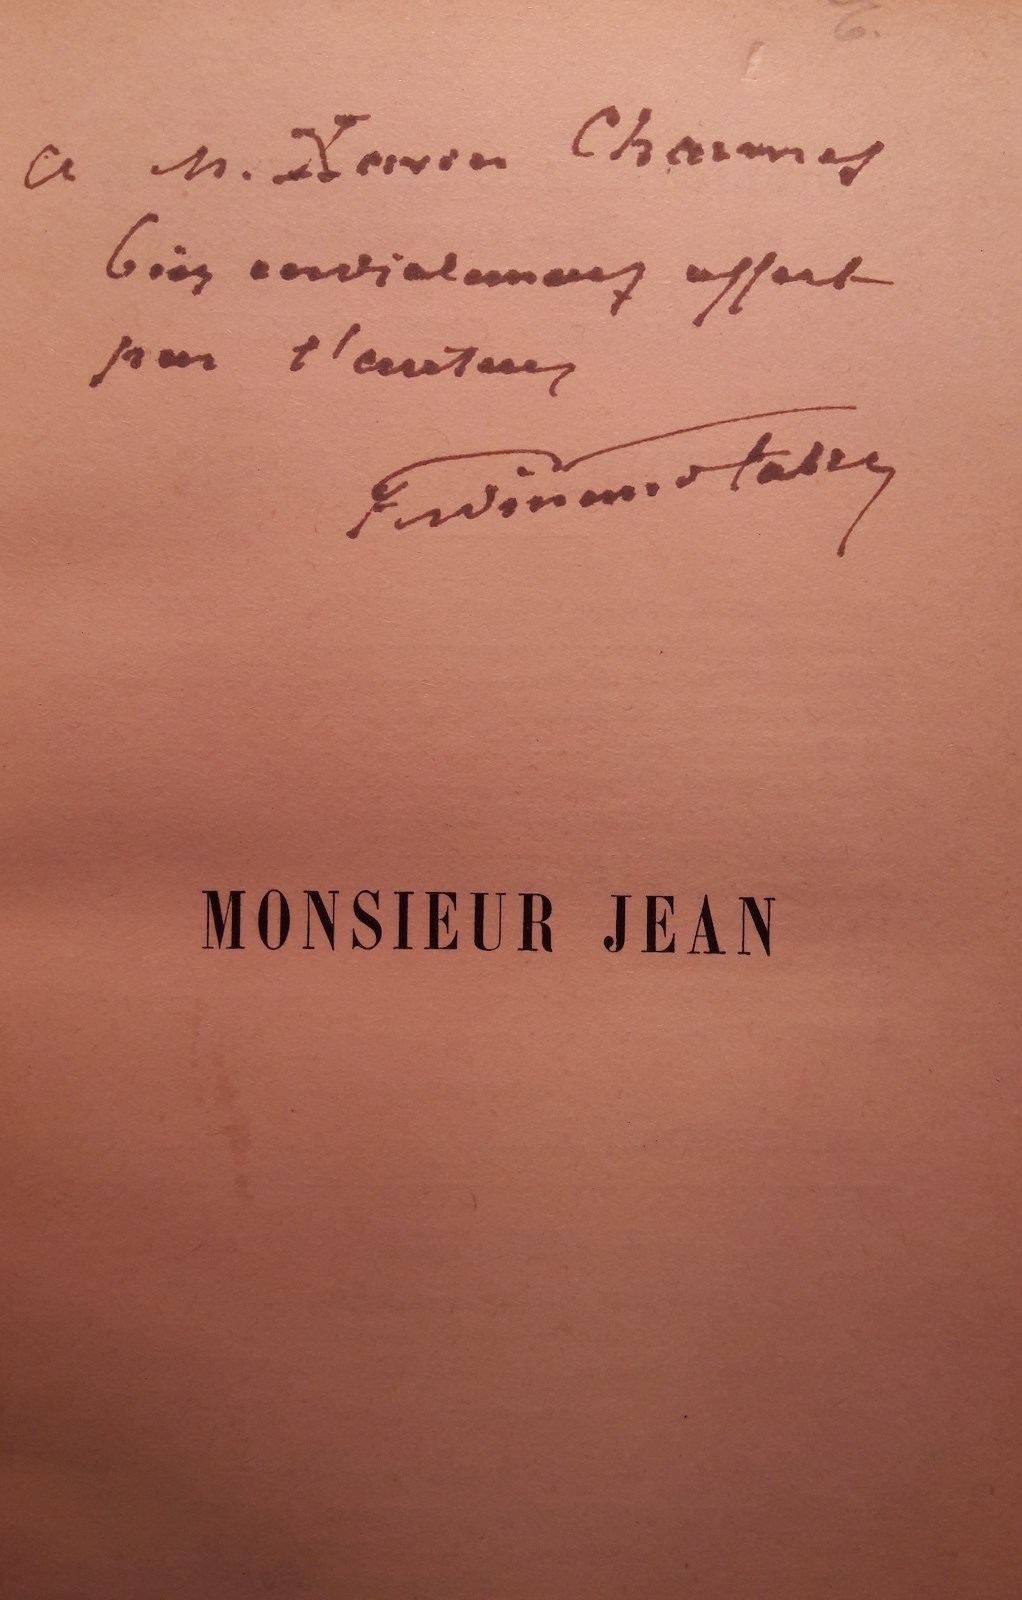 a M. Xavier Charmes
bien cordialement offert
par l'auteur
Ferdinand Fabre
MONSIEUR JEAN